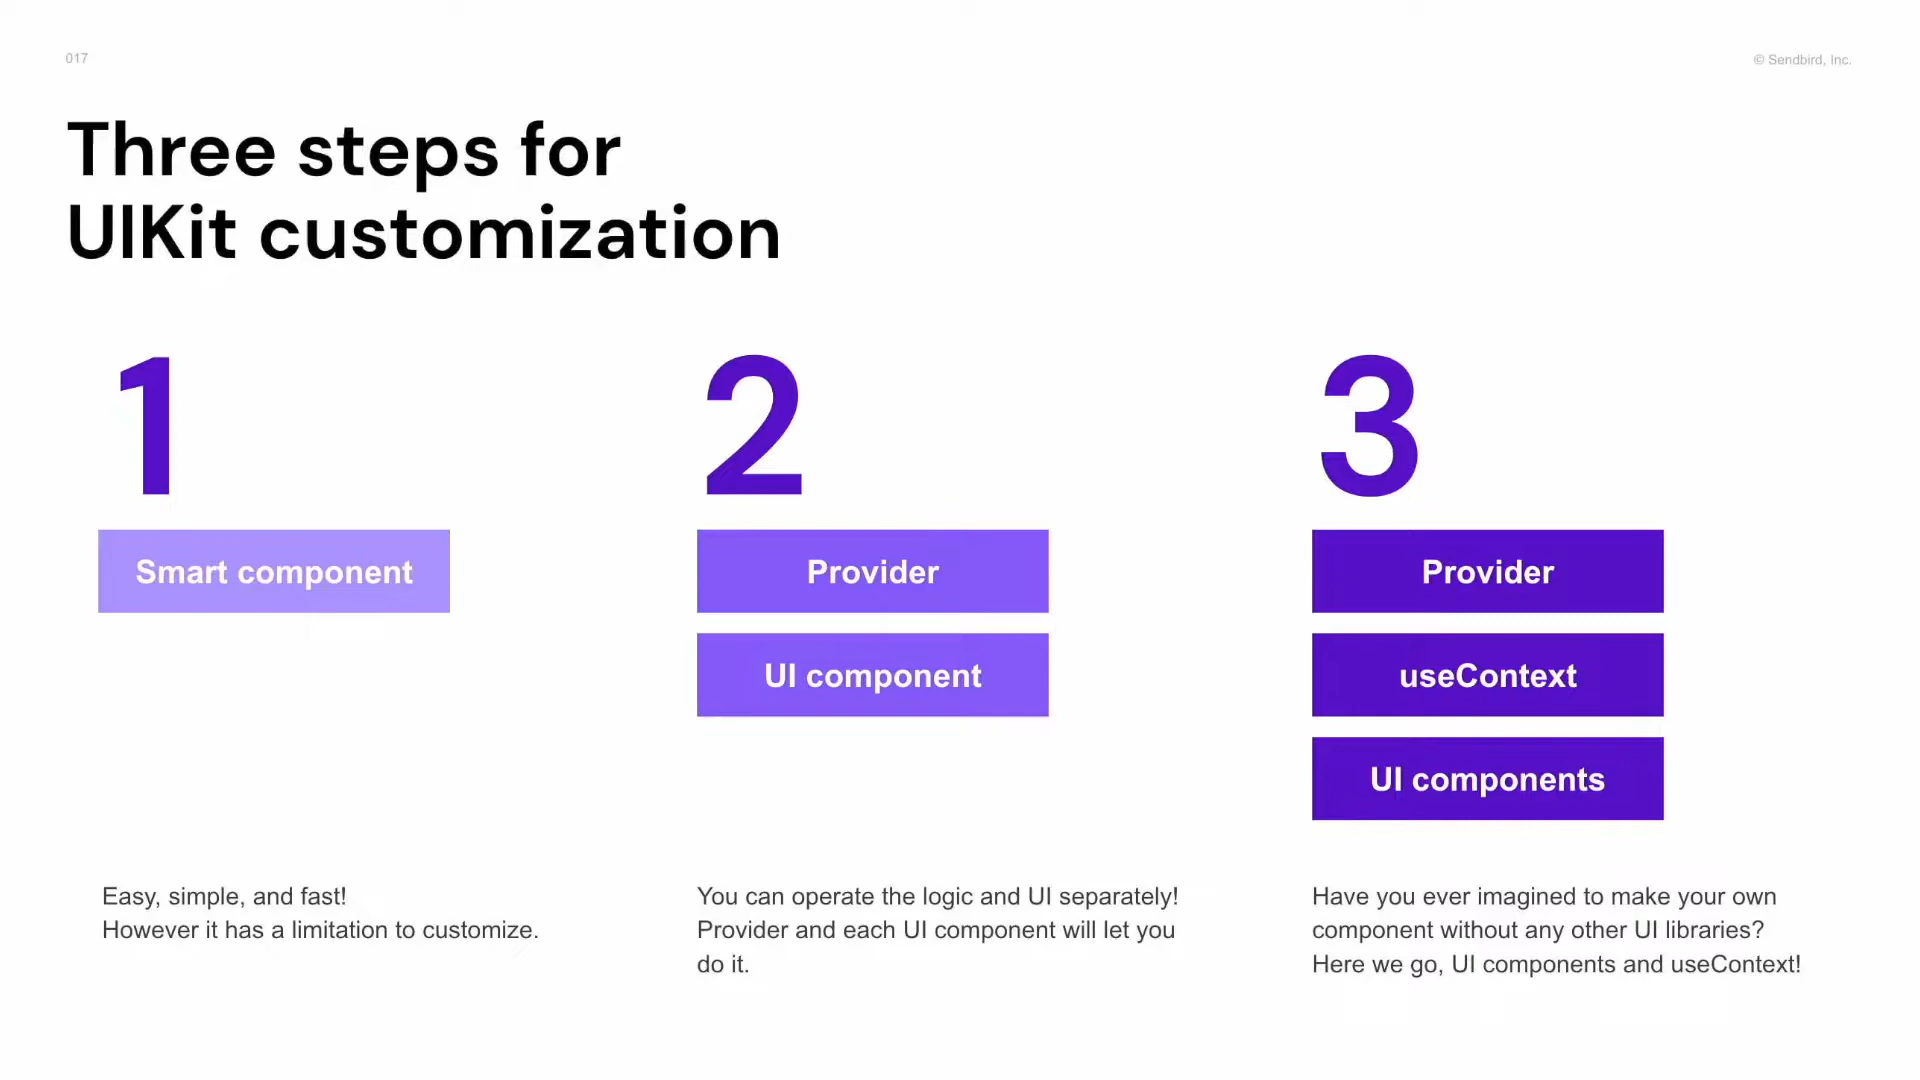 017
© Sendbird, Inc.
Three steps for
UIKit customization
1
Smart component
Easy, simple, and fast!
However it has a limitation to customize.
2
Provider
UI component
You can operate the logic and UI separately!
Provider and each UI component will let you
do it.
3
Provider
useContext
UI components
Have you ever imagined to make your own
component without any other UI libraries?
Here we go, UI components and useContext!